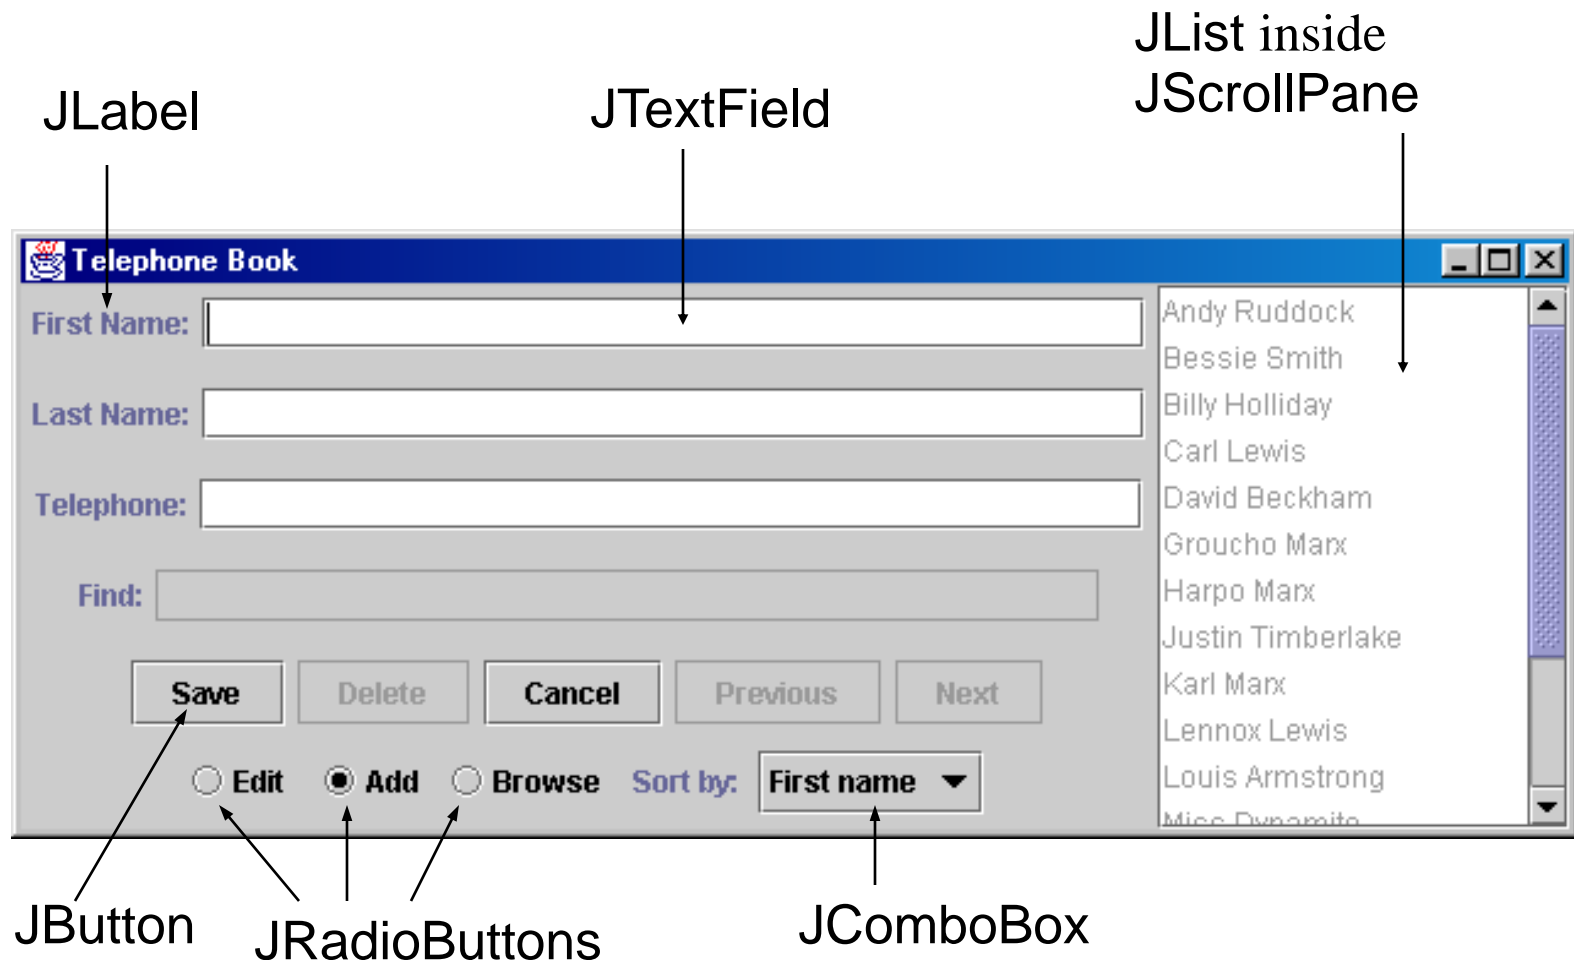 JList inside
JScrollPane
JLabel
JTextField
Telephone Book
First Name:
Last Name:
Telephone:
Find:
Save Delete Cancel Previous Next
Edit Add Browse Sort by: First name
Andy Ruddock
Bessie Smith
Billy Holliday
Carl Lewis
David Beckham
Groucho Marx
Harpo Marx
Justin Timberlake
Karl Marx
Lennox Lewis
Louis Armstrong
Miss Dynamite
JButton
JRadioButtons
JComboBox